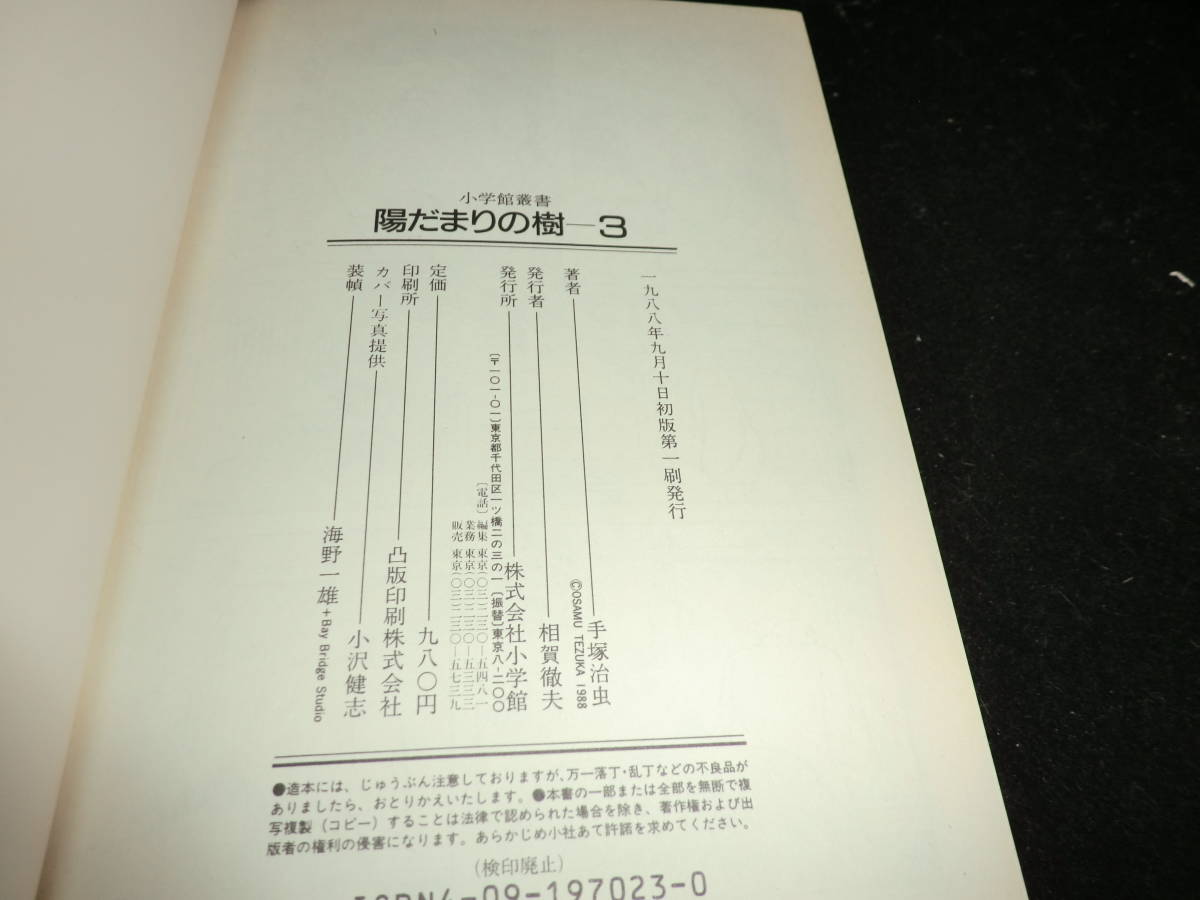 小学館叢書
陽だまりの樹—3
一九八八年九月十日初版第一刷発行
著者——手塚治虫
©OSAMU TEZUKA 1988
発行者——相賀徹夫
発行所——株式会社小学館
〔〒一〇一-〇一〕東京都千代田区一ツ橋二の三の一〔振替〕東京八-二〇〇
〔電話〕編集 東京(〇三)二三〇-五四八一
業務 東京(〇三)二三〇-五三三三
販売 東京(〇三)二三〇-五七三九
定価——九八〇円
印刷所——凸版印刷株式会社
カバー写真提供——小沢健志
装幀——海野一雄+Bay Bridge Studio
●造本には、じゅうぶん注意しておりますが、万一落丁・乱丁などの不良品が
ありましたら、おとりかえいたします。●本書の一部または全部を無断で複
写複製(コピー)することは法律で認められた場合を除き、著作権および出
版者の権利の侵害になります。あらかじめ小社あて許諾を求めてください。
(検印廃止)
ISBN4-09-197023-0